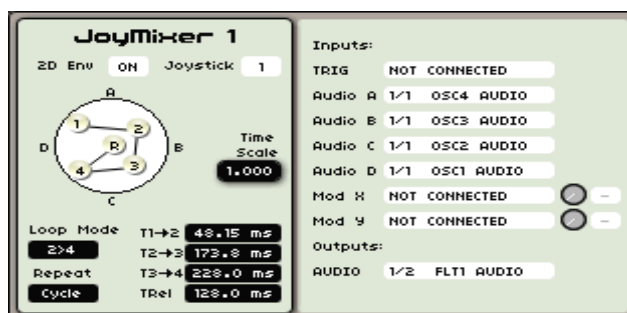 JoyMixer 1
2D Env ON Joystick 1
A
1
2
D
R
B
4
3
C
Time
Scale
1.000
Loop Mode
2>4
Repeat
Cycle
T1→2 48.15 ms
T2→3 173.8 ms
T3→4 228.0 ms
TRel 128.0 ms
Inputs:
TRIG NOT CONNECTED
Audio A 1/1 OSC4 AUDIO
Audio B 1/1 OSC3 AUDIO
Audio C 1/1 OSC2 AUDIO
Audio D 1/1 OSC1 AUDIO
Mod X NOT CONNECTED -
Mod Y NOT CONNECTED -
Outputs:
AUDIO 1/2 FLT1 AUDIO